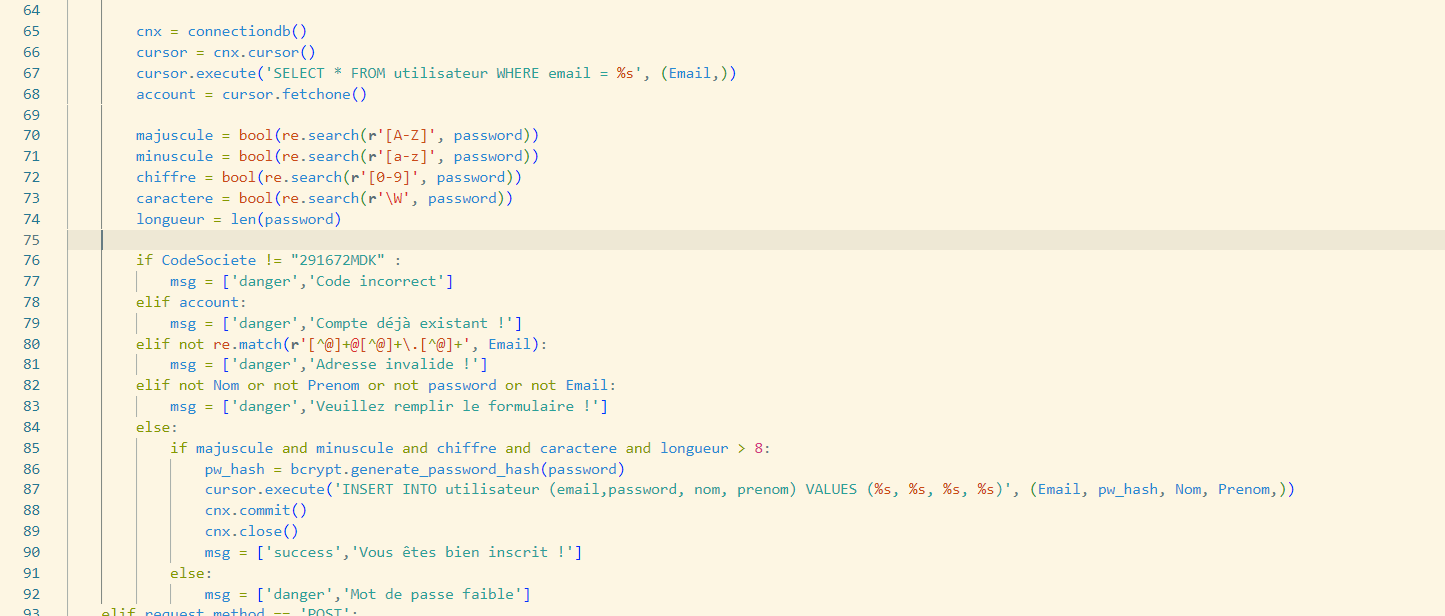 64
65 cnx = connectiondb()
66 cursor = cnx.cursor()
67 cursor.execute('SELECT * FROM utilisateur WHERE email = %s', (Email,))
68 account = cursor.fetchone()
69
70 majuscule = bool(re.search(r'[A-Z]', password))
71 minuscule = bool(re.search(r'[a-z]', password))
72 chiffre = bool(re.search(r'[0-9]', password))
73 caractere = bool(re.search(r'\W', password))
74 longueur = len(password)
75
76 if CodeSociete != "291672MDK" :
77 msg = ['danger','Code incorrect']
78 elif account:
79 msg = ['danger','Compte déjà existant !']
80 elif not re.match(r'[^@]+@[^@]+\.[^@]+', Email):
81 msg = ['danger','Adresse invalide !']
82 elif not Nom or not Prenom or not password or not Email:
83 msg = ['danger','Veuillez remplir le formulaire !']
84 else:
85 if majuscule and minuscule and chiffre and caractere and longueur > 8:
86 pw_hash = bcrypt.generate_password_hash(password)
87 cursor.execute('INSERT INTO utilisateur (email,password, nom, prenom) VALUES (%s, %s, %s, %s)', (Email, pw_hash, Nom, Prenom,))
88 cnx.commit()
89 cnx.close()
90 msg = ['success','Vous êtes bien inscrit !']
91 else:
92 msg = ['danger','Mot de passe faible']
93 elif request.method == 'POST':